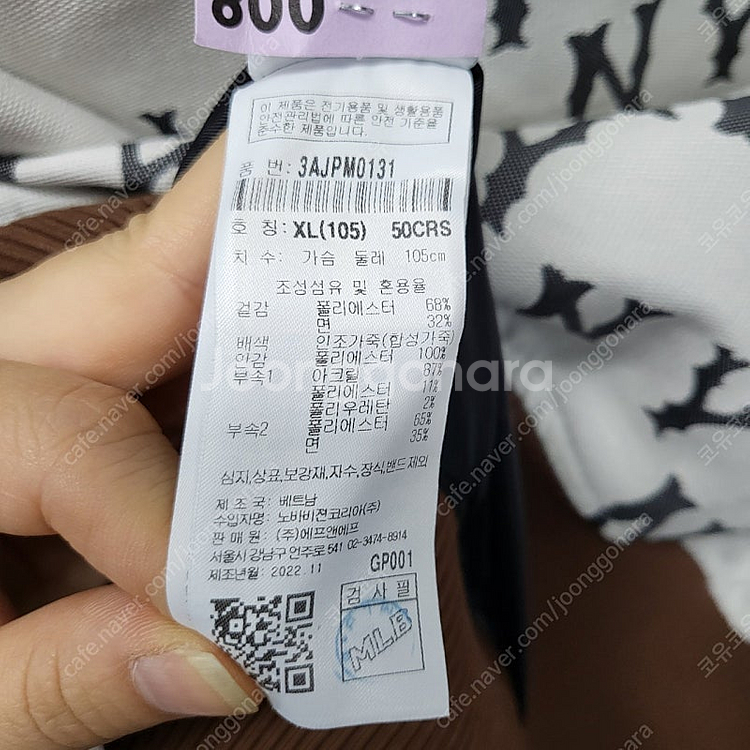 800
이 제품은 전기용품 및 생활용품
안전관리법에 따른 안전 기준을
준수한 제품입니다.
품 번: 3AJPM0131
호 칭: XL(105) 50CRS
치 수: 가슴 둘레 105cm
조성섬유 및 혼용율
겉감 폴리에스터 68%
면 32%
배색 인조가죽(합성가죽)
안감 폴리에스터 100%
부속1 아크릴 87%
폴리에스터 11%
폴리우레탄 2%
부속2 폴리에스터 65%
면 35%
심지,상표,보강재,자수,장식,밴드제외
제 조 국: 베트남
수입자명: 노바비젼코리아(주)
판 매 원: (주)에프앤에프
서울시 강남구 언주로 541 02-3474-8914
제조년월: 2022.11 GP001
검 사 필
MLB
Joonggonara
cafe.naver.com/joonggonara